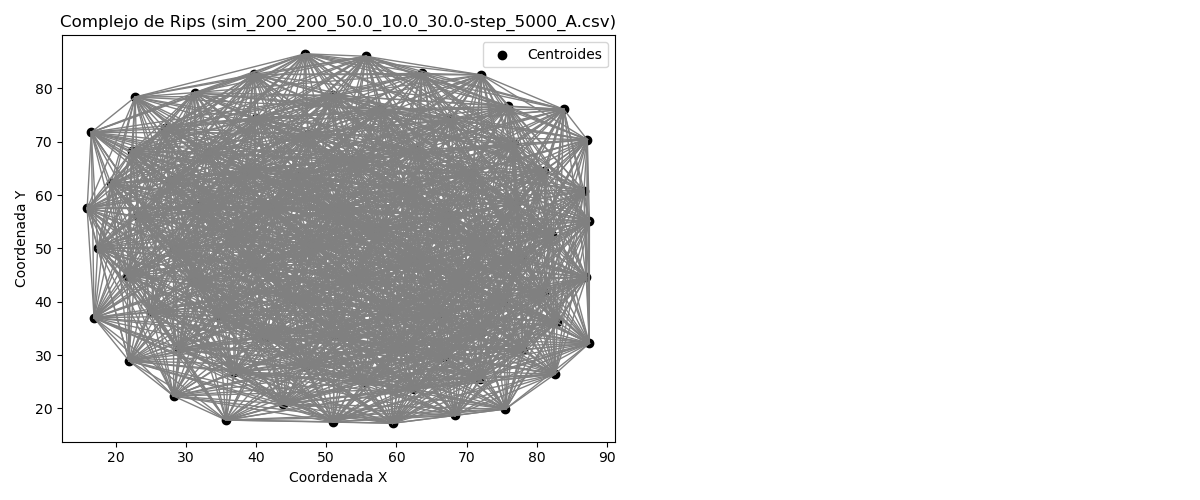 Complejo de Rips (sim_200_200_50.0_10.0_30.0-step_5000_A.csv)
Centroides
80
70
60
50
40
30
20
Coordenada Y
20 30 40 50 60 70 80 90
Coordenada X